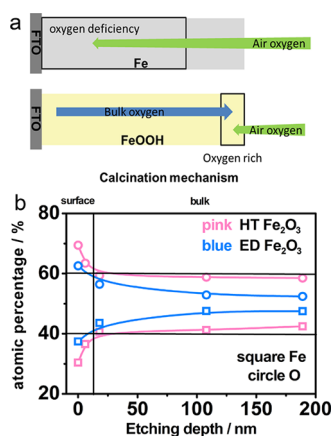 a
FTO
oxygen deficiency
Air oxygen
Fe
FTO
Bulk oxygen
Air oxygen
FeOOH
Oxygen rich
Calcination mechanism
b
surface
bulk
80
60
40
20
pink HT Fe₂O₃
blue ED Fe₂O₃
square Fe
circle O
atomic percentage / %
0 50 100 150 200
Etching depth / nm